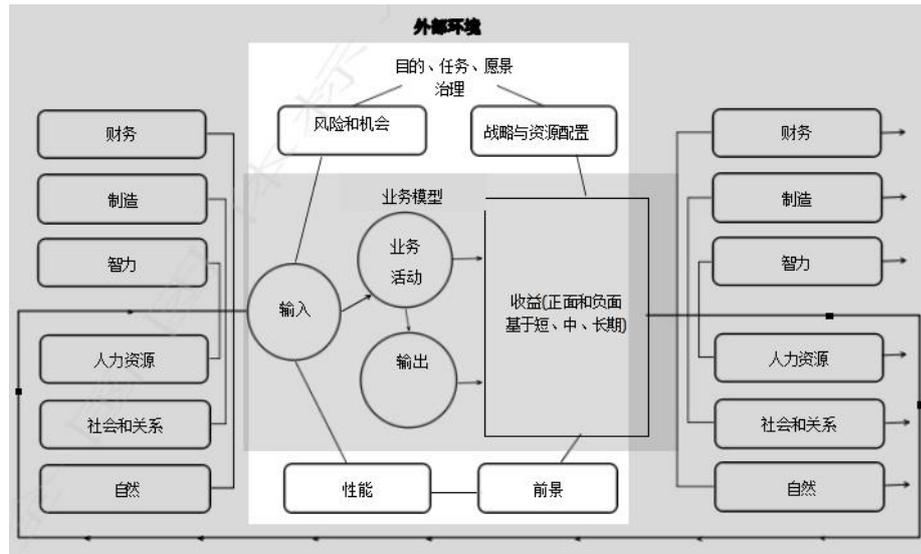 外部环境
目的、任务、愿景
治理
风险和机会
战略与资源配置
财务
制造
智力
人力资源
社会和关系
自然
业务模型
输入
业务
活动
输出
收益(正面和负面
基于短、中、长期)
性能
前景
财务
制造
智力
人力资源
社会和关系
自然